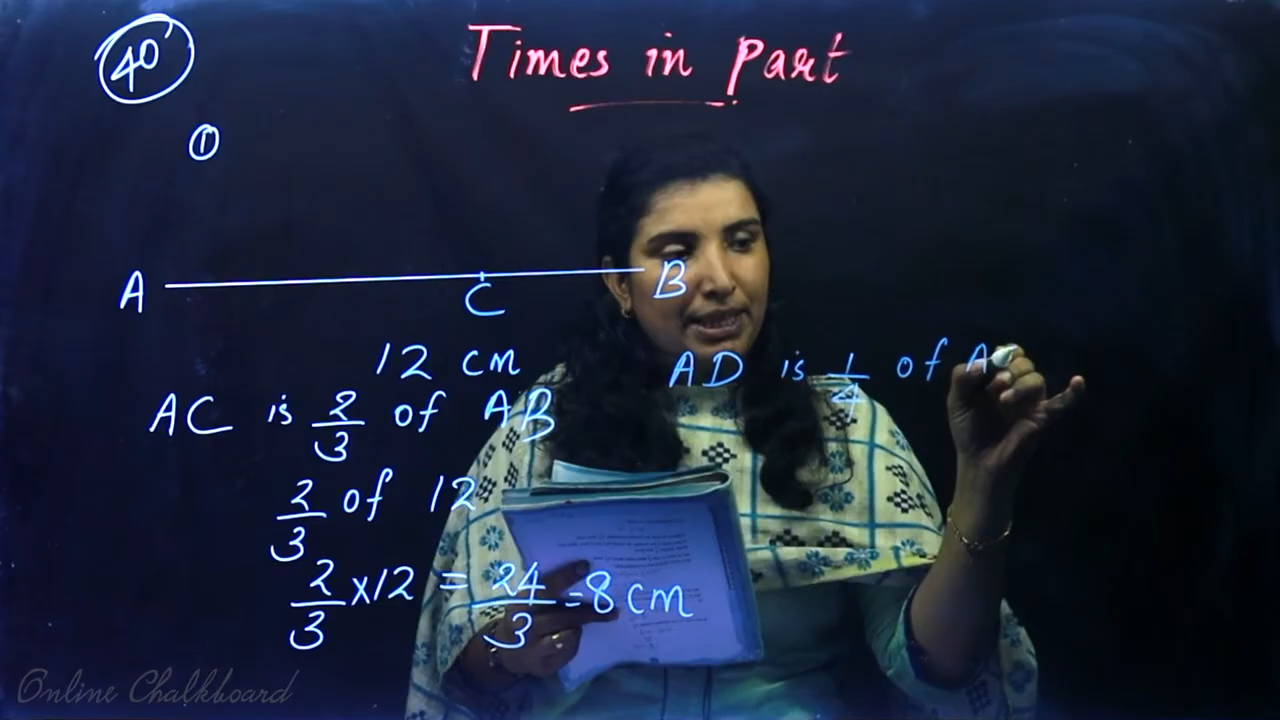 40
Times in part
①
A C B
12 cm
AC is 2/3 of AB
2/3 of 12
2/3 x 12 = 24/3 = 8 cm
AD is 1/4 of A
Online Chalkboard